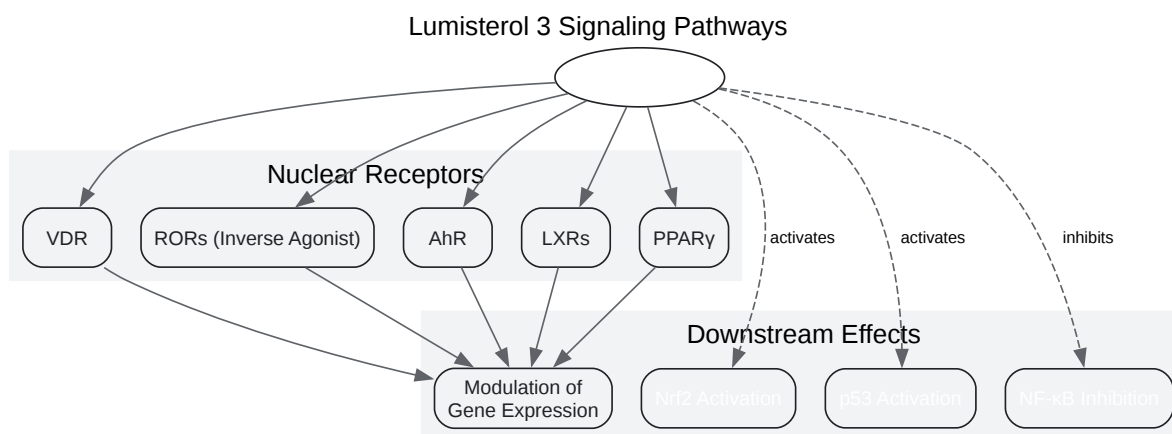 Lumisterol 3 Signaling Pathways
Nuclear Receptors
VDR
RORs (Inverse Agonist)
AhR
LXRs
PPARγ
activates
activates
inhibits
Downstream Effects
Modulation of
Gene Expression
Nrf2 Activation
p53 Activation
NF-κB Inhibition